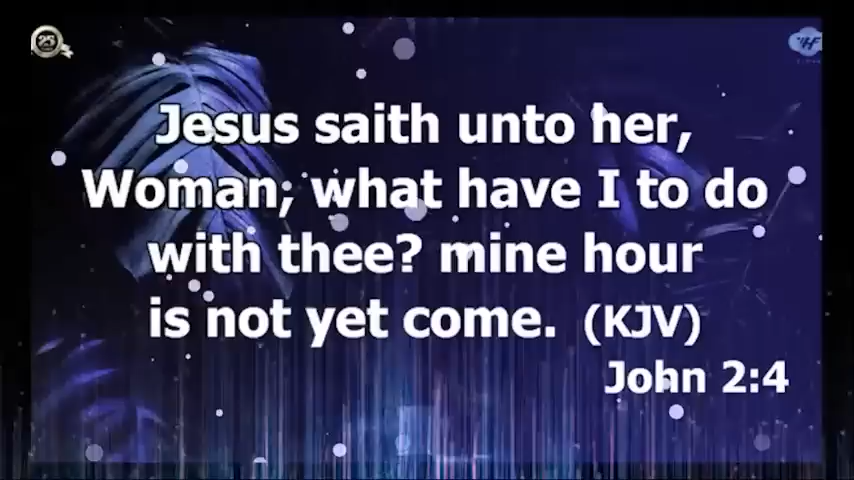 25
Jesus saith unto her,
Woman, what have I to do
with thee? mine hour
is not yet come. (KJV)
John 2:4